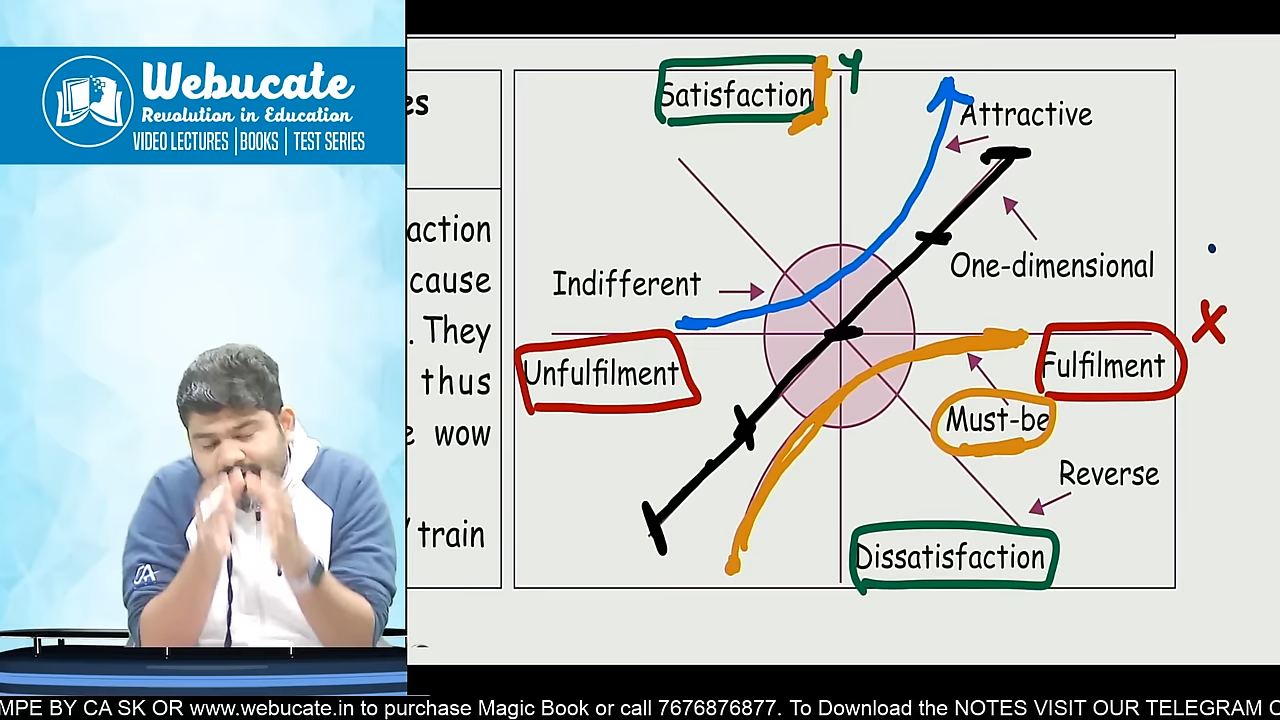 Webucate
Revolution in Education
VIDEO LECTURES | BOOKS | TEST SERIES
es
action
cause
. They
thus
e wow
/ train
Satisfaction
Y
Attractive
One-dimensional
Indifferent
X
Unfulfilment
Fulfilment
Must-be
Reverse
Dissatisfaction
CA
MPE BY CA SK OR www.webucate.in to purchase Magic Book or call 7676876877. To Download the NOTES VISIT OUR TELEGRAM C